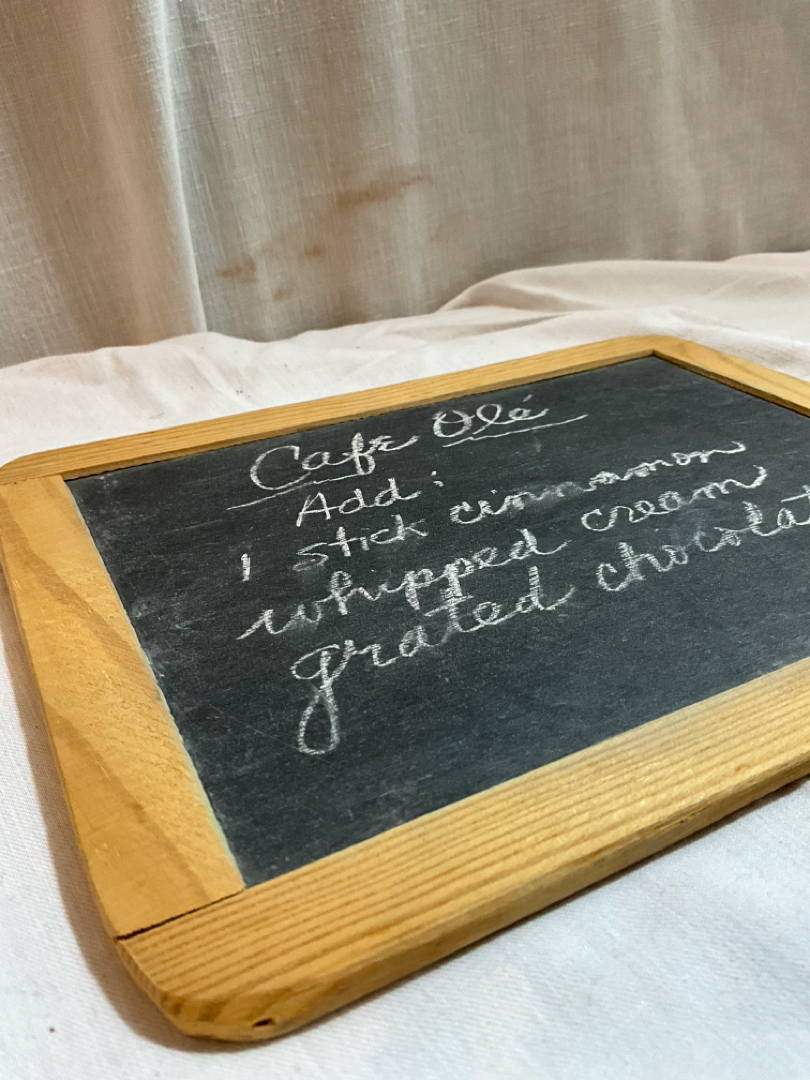 Cafe Olé
Add:
1 stick cinnamon
whipped cream
grated chocolat